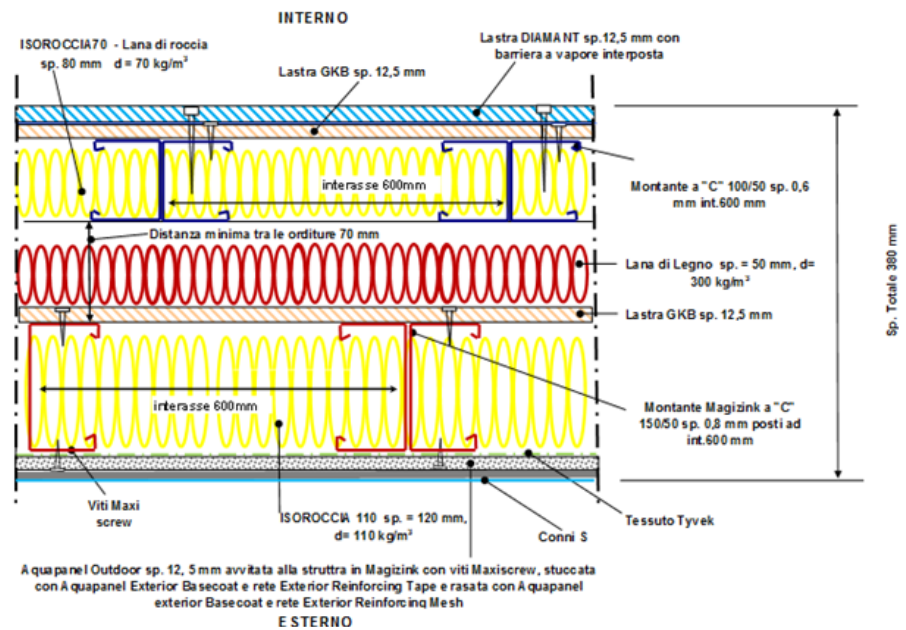 INTERNO
ISOROCCIA70 - Lana di roccia
sp. 80 mm d = 70 kg/m³
Lastra DIAMANT sp.12,5 mm con
barriera a vapore interposta
Lastra GKB sp. 12,5 mm
interasse 600mm
Montante a "C" 100/50 sp. 0,6
mm int.600 mm
Distanza minima tra le orditure 70 mm
Lana di Legno sp. = 50 mm, d=
300 kg/m³
Lastra GKB sp. 12,5mm
Sp. Totale 380 mm
interasse 600mm
Montante Magizink a "C"
150/50 sp. 0,8 mm posti ad
int.600 mm
Viti Maxi
screw
ISOROCCIA 110 sp. = 120 mm,
d= 110 kg/m³
Conni S
Tessuto Tyvek
Aquapanel Outdoor sp. 12, 5 mm avvitata alla struttra in Magizink con viti Maxiscrew, stuccata
con Aquapanel Exterior Basecoat e rete Exterior Reinforcing Tape e rasata con Aquapanel
exterior Basecoat e rete Exterior Reinforcing Mesh
ESTERNO